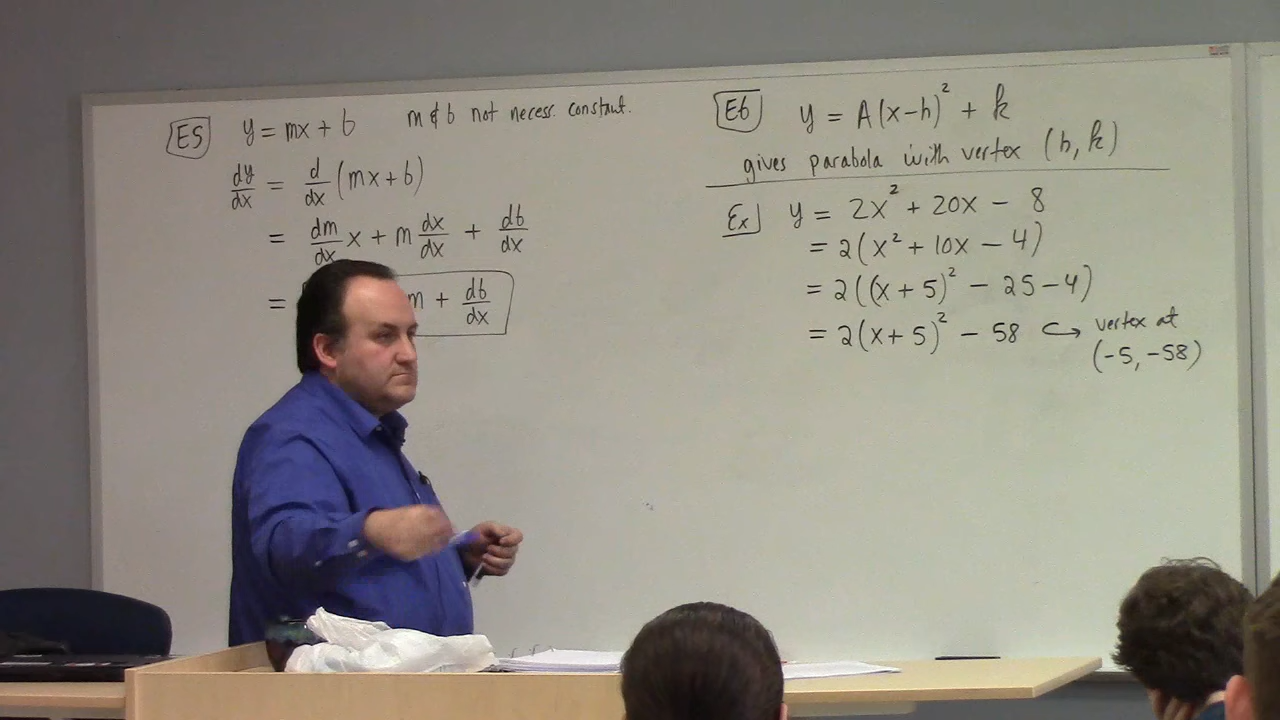 E5 y = mx + b m & b not necess. constant.
dy/dx = d/dx (mx + b)
= dm/dx x + m dx/dx + db/dx
= m + db/dx
E6 y = A(x-h)² + k
gives parabola with vertex (h, k)
Ex y = 2x² + 20x - 8
= 2(x² + 10x - 4)
= 2((x + 5)² - 25 - 4)
= 2(x + 5)² - 58 ↪ vertex at
(-5, -58)